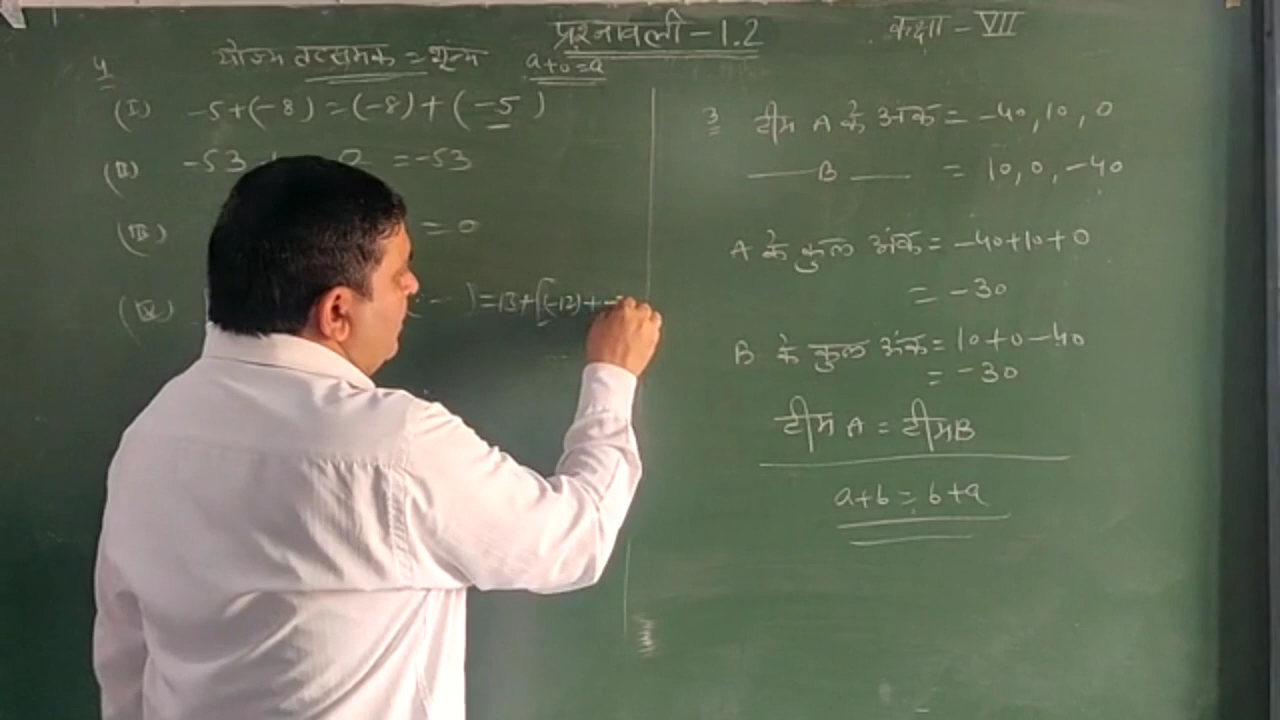 प्रश्नावली-1.2
कक्षा - VII
4
योज्य तत्समक = शून्य a+0=a
(I) -5+(-8) = (-8) + (-5)
(II) -53 0 = -53
(III) = 0
(IV) ) = 13+[(-12)+
3 टीम A के अंक = -40, 10, 0
B = 10, 0, -40
A के कुल अंक = -40+10+0
= -30
B के कुल अंक = 10+0-40
= -30
टीम A = टीम B
a+b = b+a